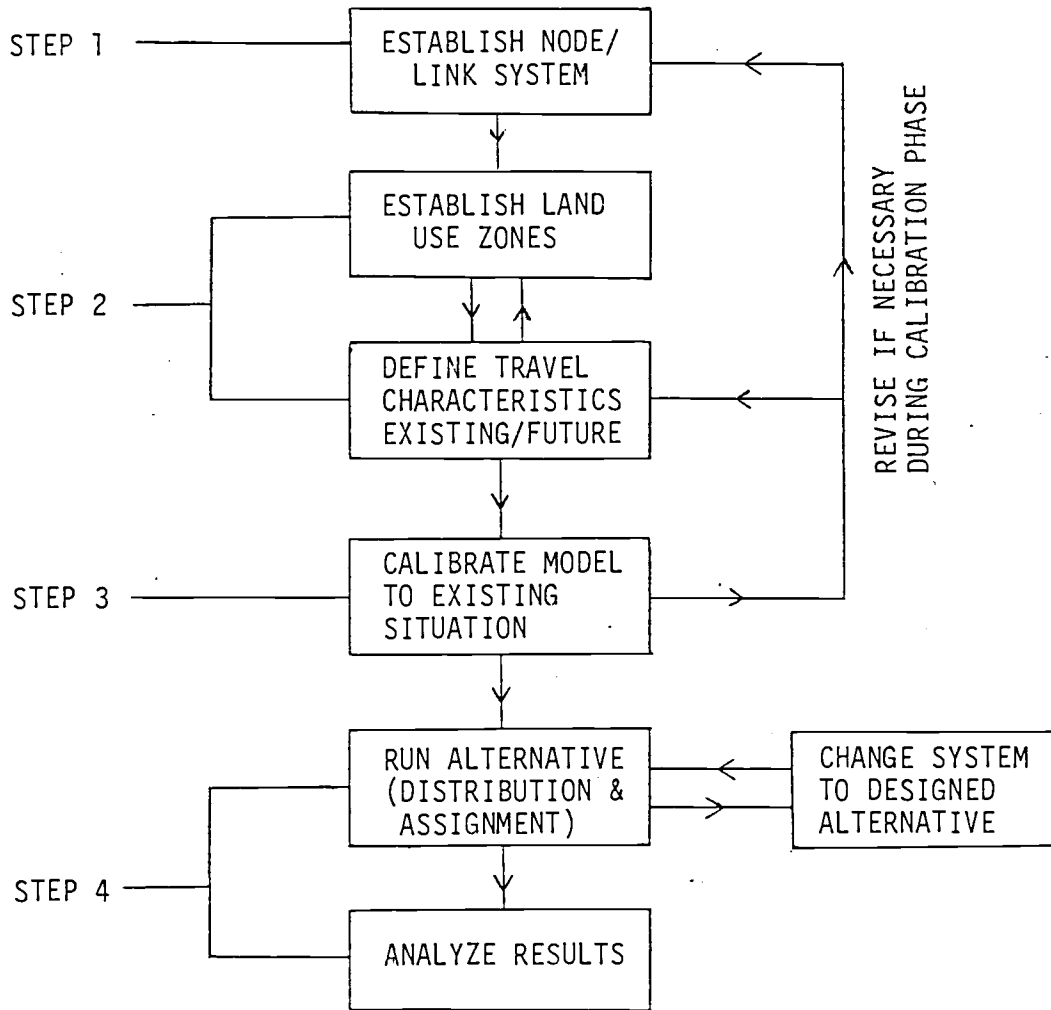 STEP 1
ESTABLISH NODE/
LINK SYSTEM
ESTABLISH LAND
USE ZONES
STEP 2
DEFINE TRAVEL
CHARACTERISTICS
EXISTING/FUTURE
REVISE IF NECESSARY
DURING CALIBRATION PHASE
STEP 3
CALIBRATE MODEL
TO EXISTING
SITUATION
RUN ALTERNATIVE
(DISTRIBUTION &
ASSIGNMENT)
CHANGE SYSTEM
TO DESIGNED
ALTERNATIVE
STEP 4
ANALYZE RESULTS